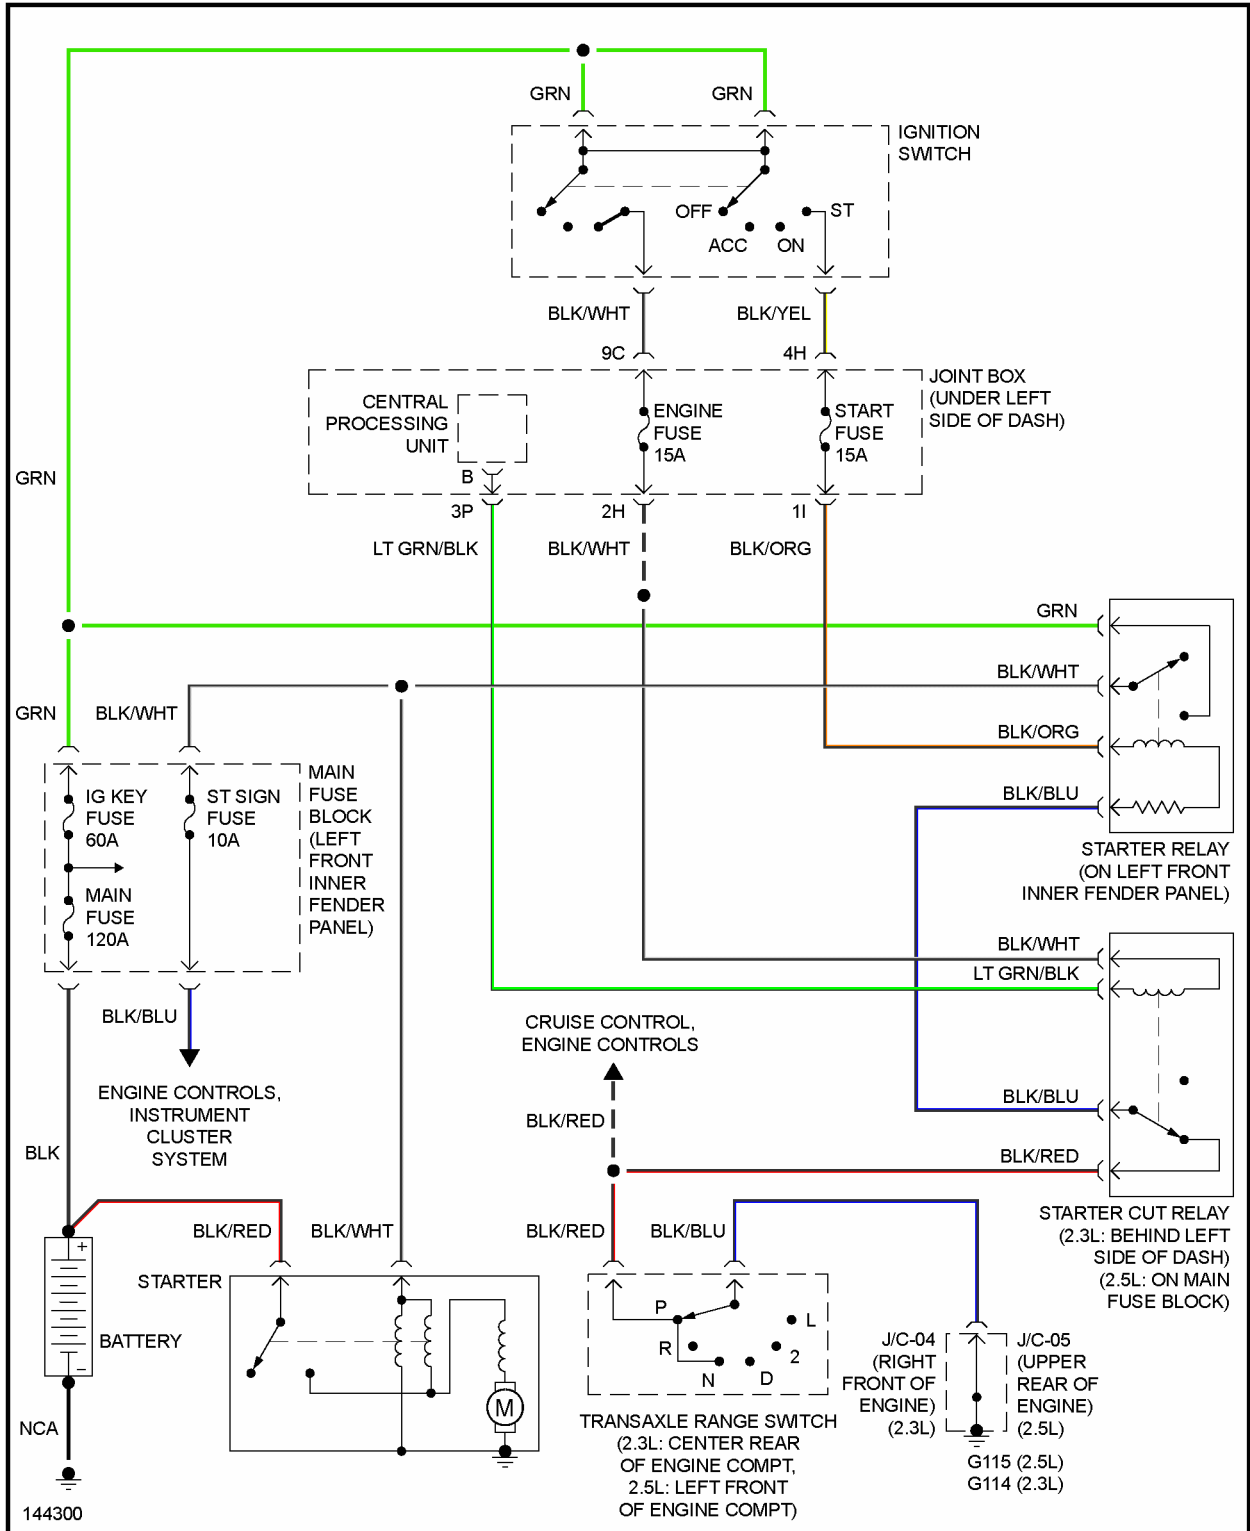 GRN
GRN
IGNITION
SWITCH
OFF
ST
ACC
ON
BLK/WHT
BLK/YEL
9C
4H
JOINT BOX
(UNDER LEFT
SIDE OF DASH)
CENTRAL
PROCESSING
UNIT
ENGINE
FUSE
15A
START
FUSE
15A
B
GRN
3P
2H
1I
LT GRN/BLK
BLK/WHT
BLK/ORG
GRN
BLK/WHT
BLK/ORG
BLK/BLU
STARTER RELAY
(ON LEFT FRONT
INNER FENDER PANEL)
GRN
BLK/WHT
IG KEY
FUSE
60A
ST SIGN
FUSE
10A
MAIN
FUSE
120A
MAIN
FUSE
BLOCK
(LEFT
FRONT
INNER
FENDER
PANEL)
BLK/WHT
LT GRN/BLK
BLK/BLU
CRUISE CONTROL,
ENGINE CONTROLS
ENGINE CONTROLS,
INSTRUMENT
CLUSTER
SYSTEM
BLK/RED
BLK/BLU
BLK/RED
BLK
BLK/RED
BLK/WHT
BLK/RED
BLK/BLU
STARTER CUT RELAY
(2.3L: BEHIND LEFT
SIDE OF DASH)
(2.5L: ON MAIN
FUSE BLOCK)
+
-
BATTERY
STARTER
M
P
R
N
D
2
L
J/C-04
(RIGHT
FRONT OF
ENGINE)
(2.3L)
J/C-05
(UPPER
REAR OF
ENGINE)
(2.5L)
NCA
TRANSAXLE RANGE SWITCH
(2.3L: CENTER REAR
OF ENGINE COMPT,
2.5L: LEFT FRONT
OF ENGINE COMPT)
G115 (2.5L)
G114 (2.3L)
144300